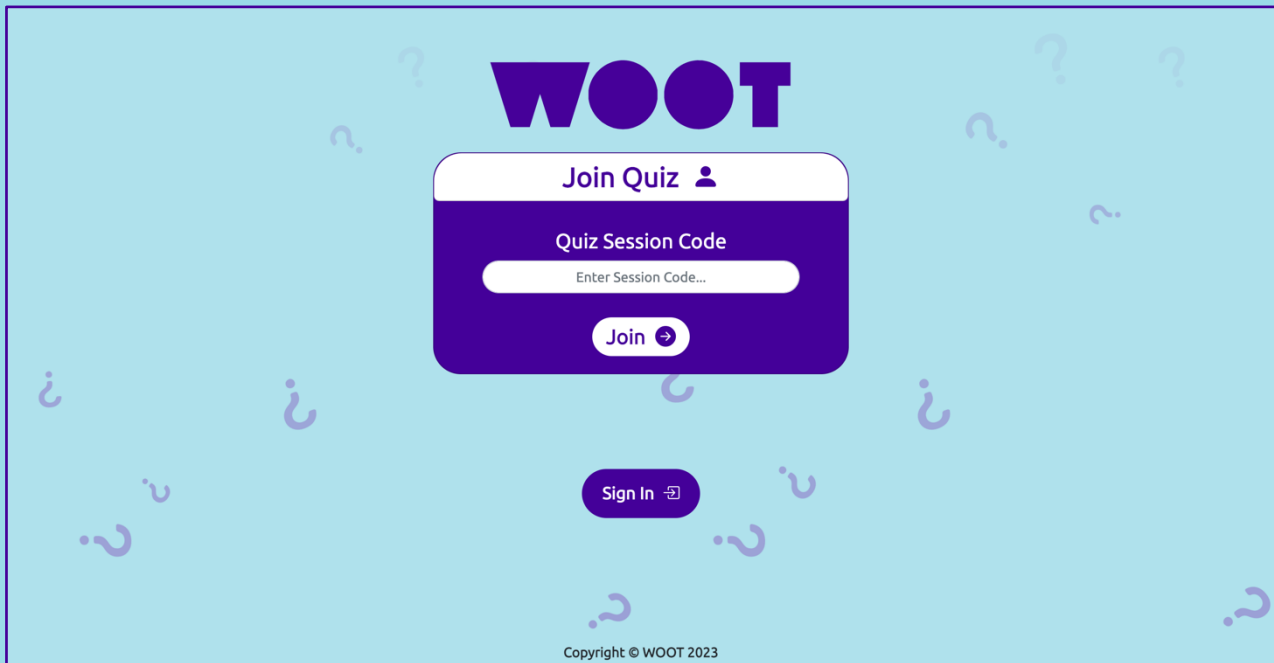 WOOT
Join Quiz
Quiz Session Code
Enter Session Code...
Join
Sign In
Copyright © WOOT 2023